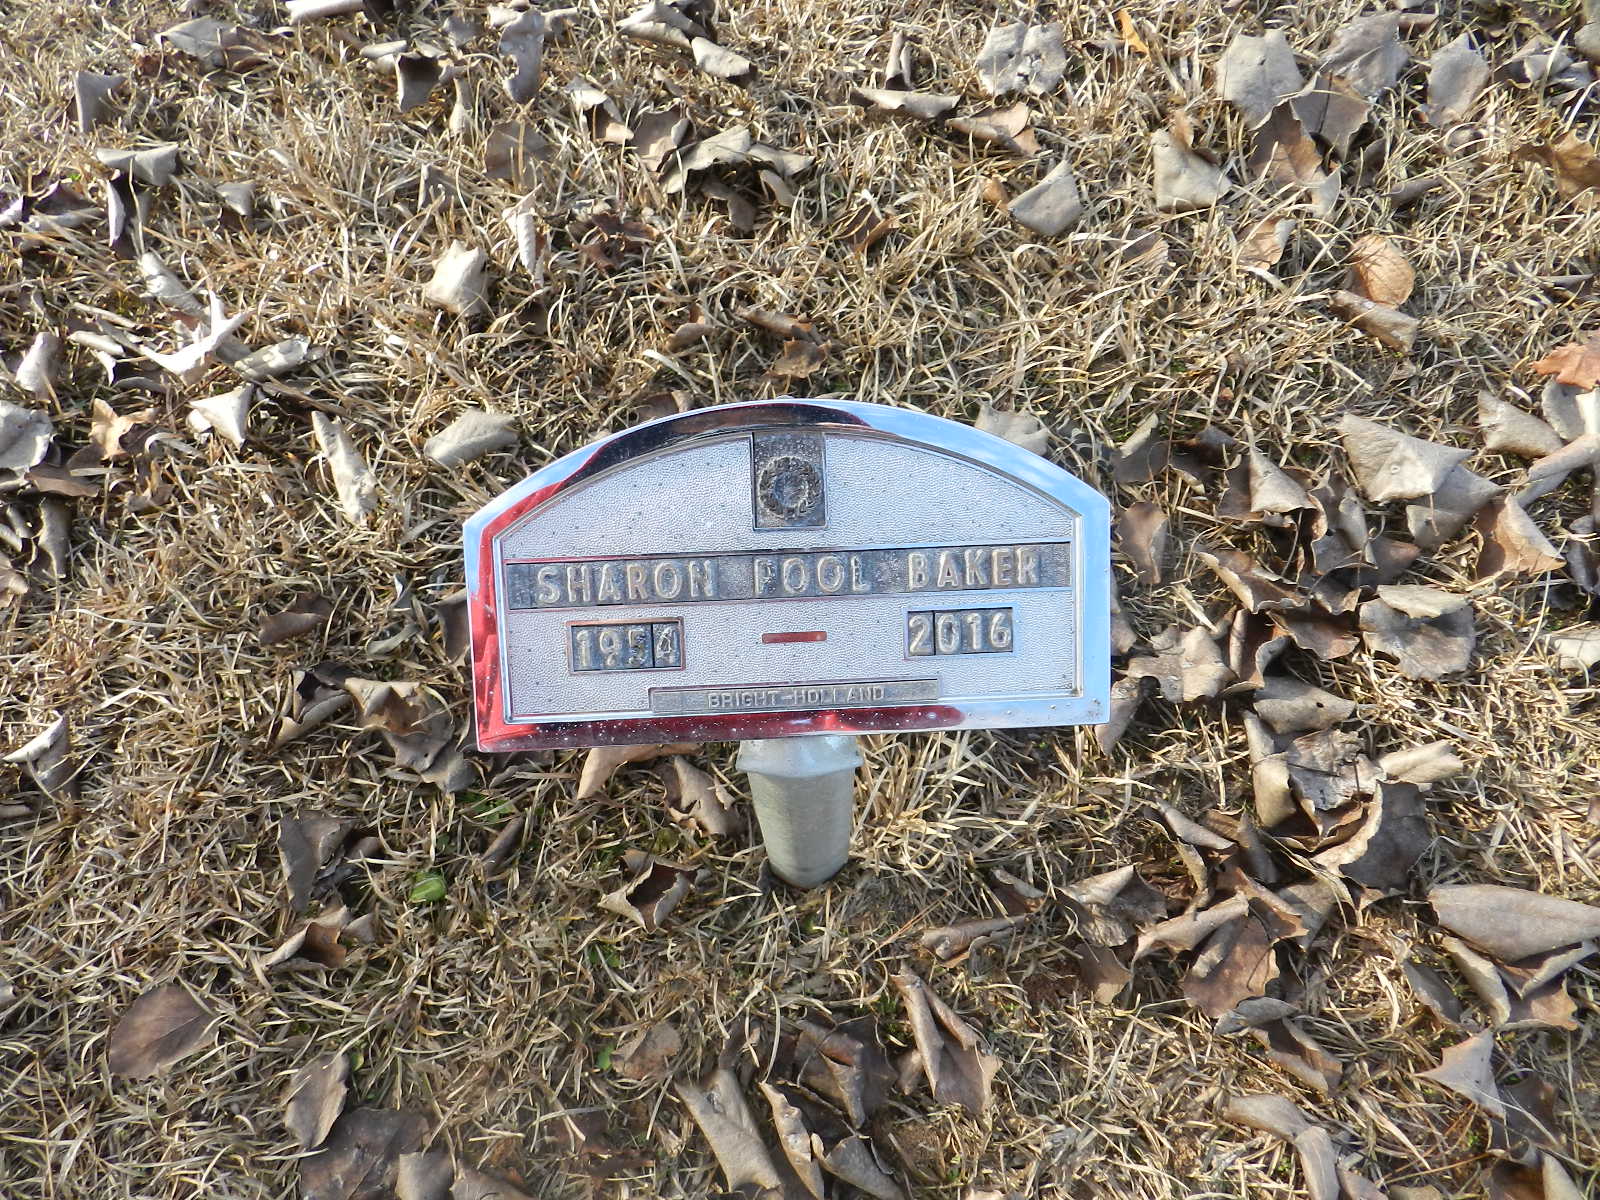 SHARON POOL BAKER
1954 — 2016
BRIGHT-HOLLAND